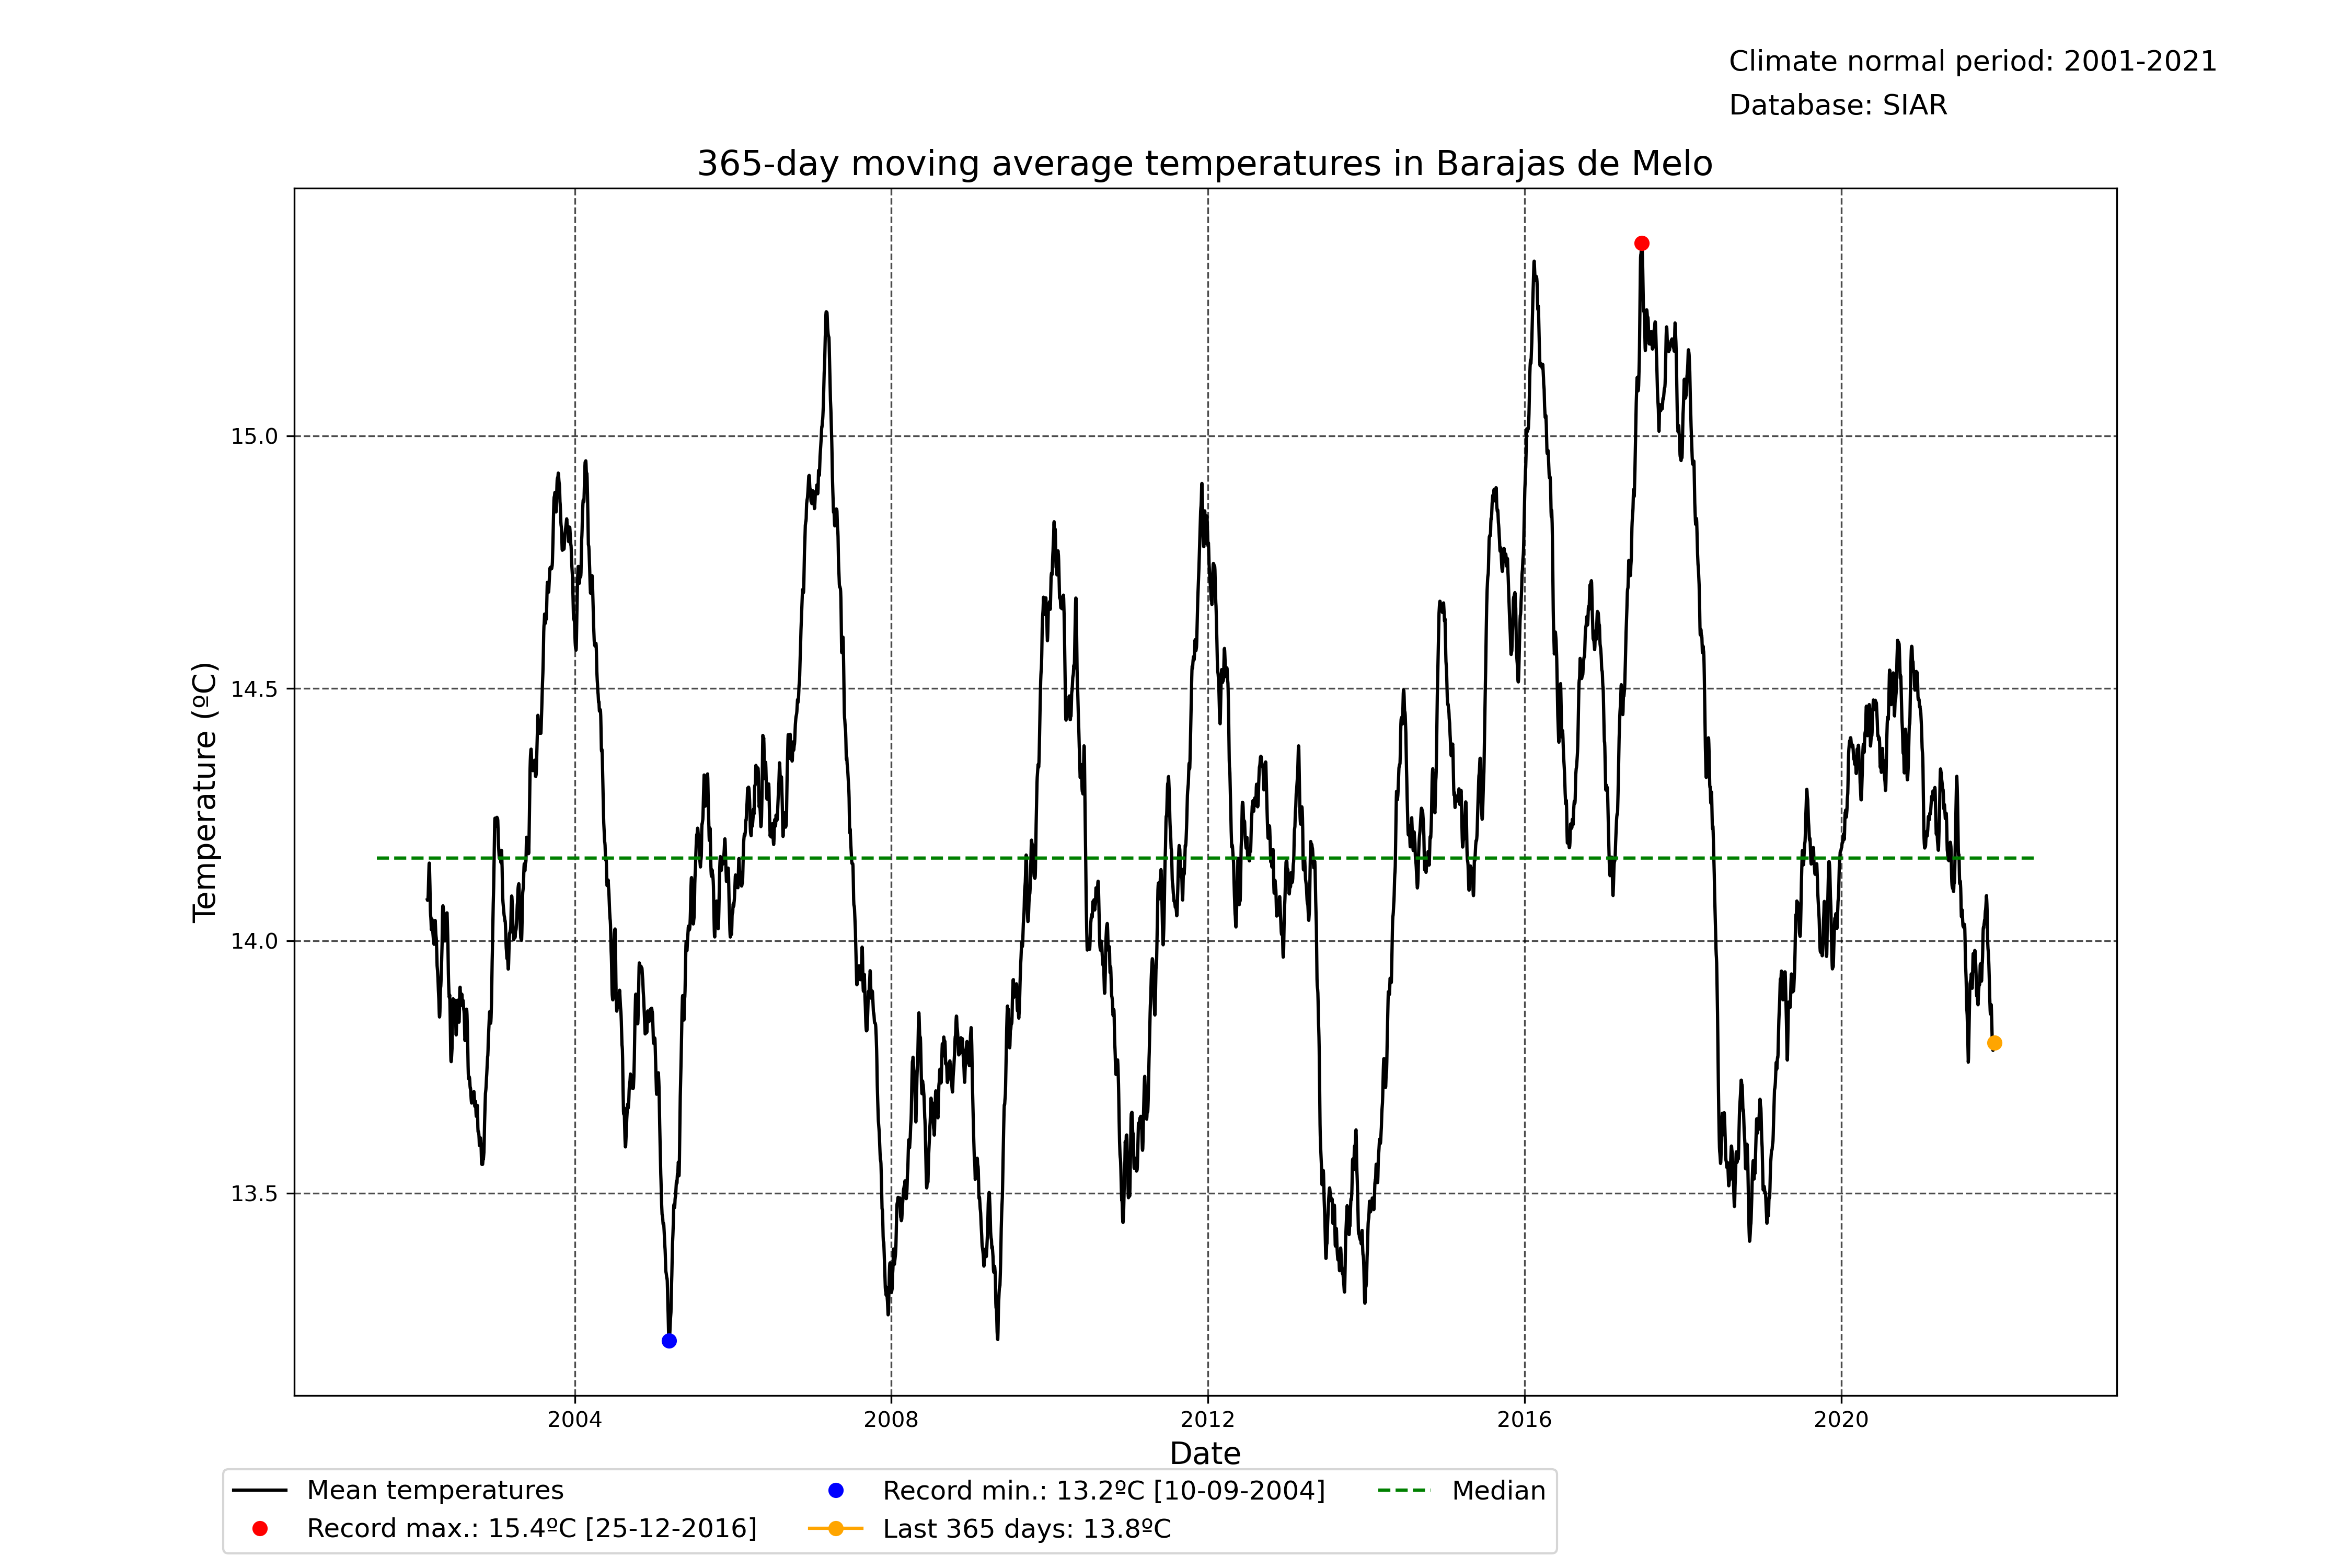 Climate normal period: 2001-2021
Database: SIAR
365-day moving average temperatures in Barajas de Melo
Temperature (ºC)
15.0
14.5
14.0
13.5
2004 2008 2012 2016 2020
Date
Mean temperatures
Record max.: 15.4ºC [25-12-2016]
Record min.: 13.2ºC [10-09-2004]
Last 365 days: 13.8ºC
Median